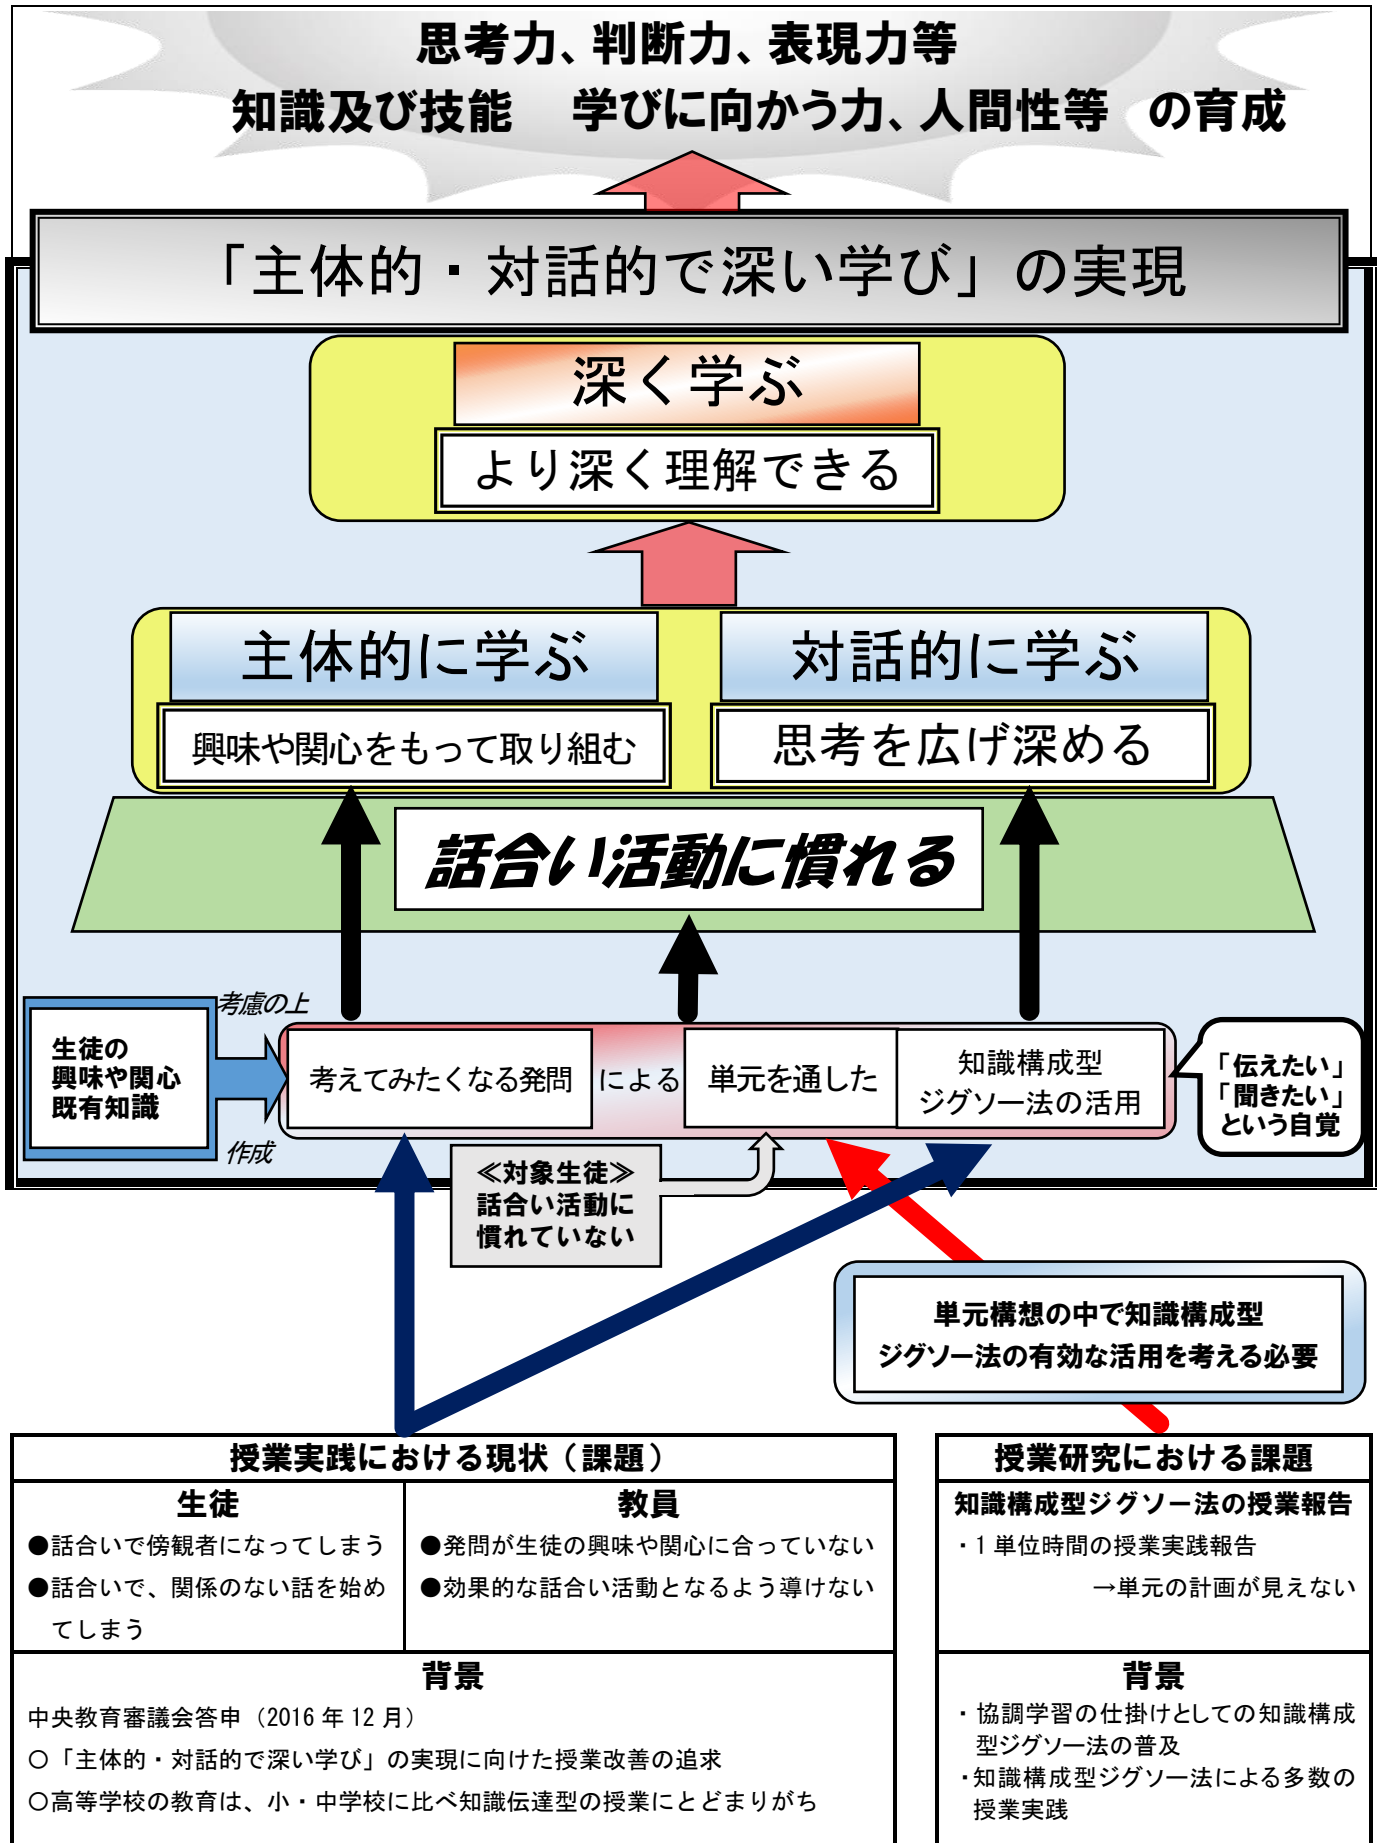 思考力、判断力、表現力等
知識及び技能　学びに向かう力、人間性等　の育成
「主体的・対話的で深い学び」の実現
深く学ぶ
より深く理解できる
主体的に学ぶ
興味や関心をもって取り組む
対話的に学ぶ
思考を広げ深める
話合い活動に慣れる
考慮の上
生徒の
興味や関心
既有知識
作成
考えてみたくなる発問
による
単元を通した
知識構成型
ジグソー法の活用
「伝えたい」
「聞きたい」
という自覚
≪対象生徒≫
話合い活動に
慣れていない
単元構想の中で知識構成型
ジグソー法の有効な活用を考える必要
授業実践における現状（課題）
生徒
●話合いで傍観者になってしまう
●話合いで、関係のない話を始め
てしまう
教員
●発問が生徒の興味や関心に合っていない
●効果的な話合い活動となるよう導けない
背景
中央教育審議会答申（2016年12月）
○「主体的・対話的で深い学び」の実現に向けた授業改善の追求
○高等学校の教育は、小・中学校に比べ知識伝達型の授業にとどまりがち
授業研究における課題
知識構成型ジグソー法の授業報告
・1単位時間の授業実践報告
→単元の計画が見えない
背景
・協調学習の仕掛けとしての知識構成
型ジグソー法の普及
・知識構成型ジグソー法による多数の
授業実践